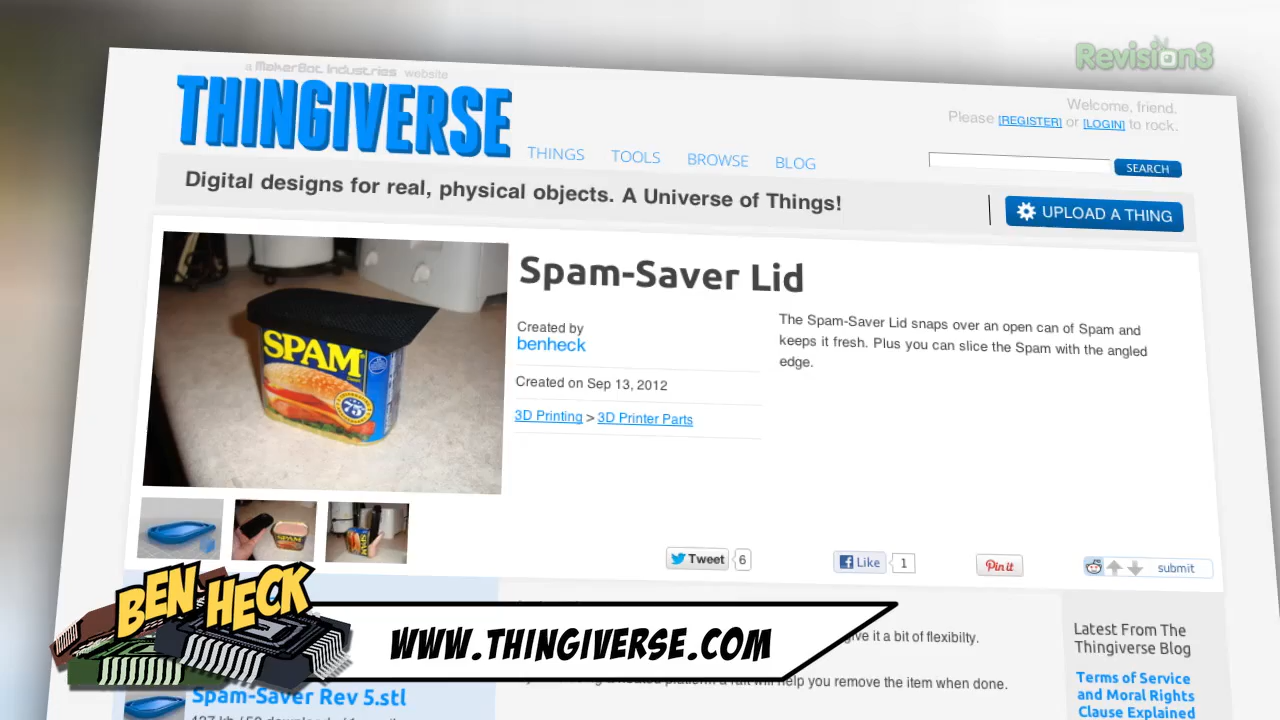 Revision3
a MakerBot Industries website
THINGIVERSE
Welcome, friend.
Please [REGISTER] or [LOGIN] to rock.
THINGS TOOLS BROWSE BLOG
SEARCH
Digital designs for real, physical objects. A Universe of Things!
UPLOAD A THING
Spam-Saver Lid
SPAM
75
Created by
benheck
Created on Sep 13, 2012
3D Printing > 3D Printer Parts
The Spam-Saver Lid snaps over an open can of Spam and
keeps it fresh. Plus you can slice the Spam with the angled
edge.
SPAM
SPAM
Tweet 6
Like 1
Pin it
submit
BEN HECK
WWW.THINGIVERSE.COM
it a bit of flexibilty.
help you remove the item when done.
Spam-Saver Rev 5.stl
Latest From The
Thingiverse Blog
Terms of Service
and Moral Rights
Clause Explained